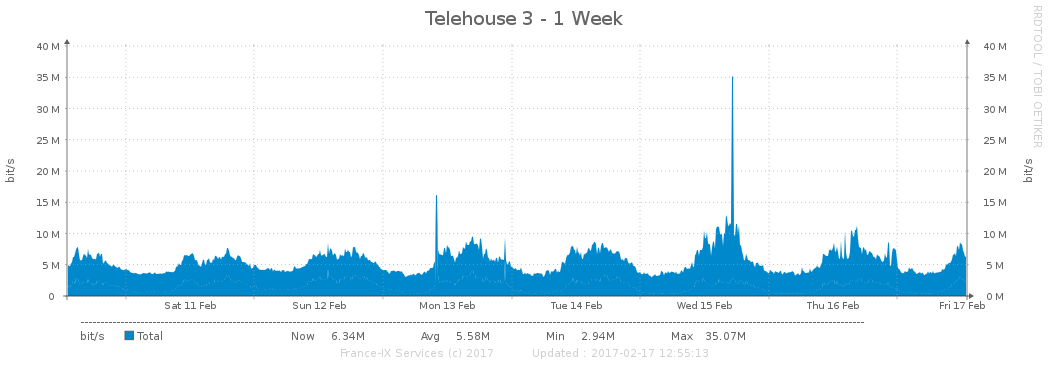 Telehouse 3 - 1 Week
RRDTOOL / TOBI OETIKER
40 M 40 M
35 M 35 M
30 M 30 M
25 M 25 M
20 M 20 M
15 M 15 M
10 M 10 M
5 M 5 M
0 0 M
bit/s
bit/s
Sat 11 Feb Sun 12 Feb Mon 13 Feb Tue 14 Feb Wed 15 Feb Thu 16 Feb Fri 17 Feb
bit/s Total Now 6.34M Avg 5.58M Min 2.94M Max 35.07M
France-IX Services (c) 2017 Updated : 2017-02-17 12:55:13